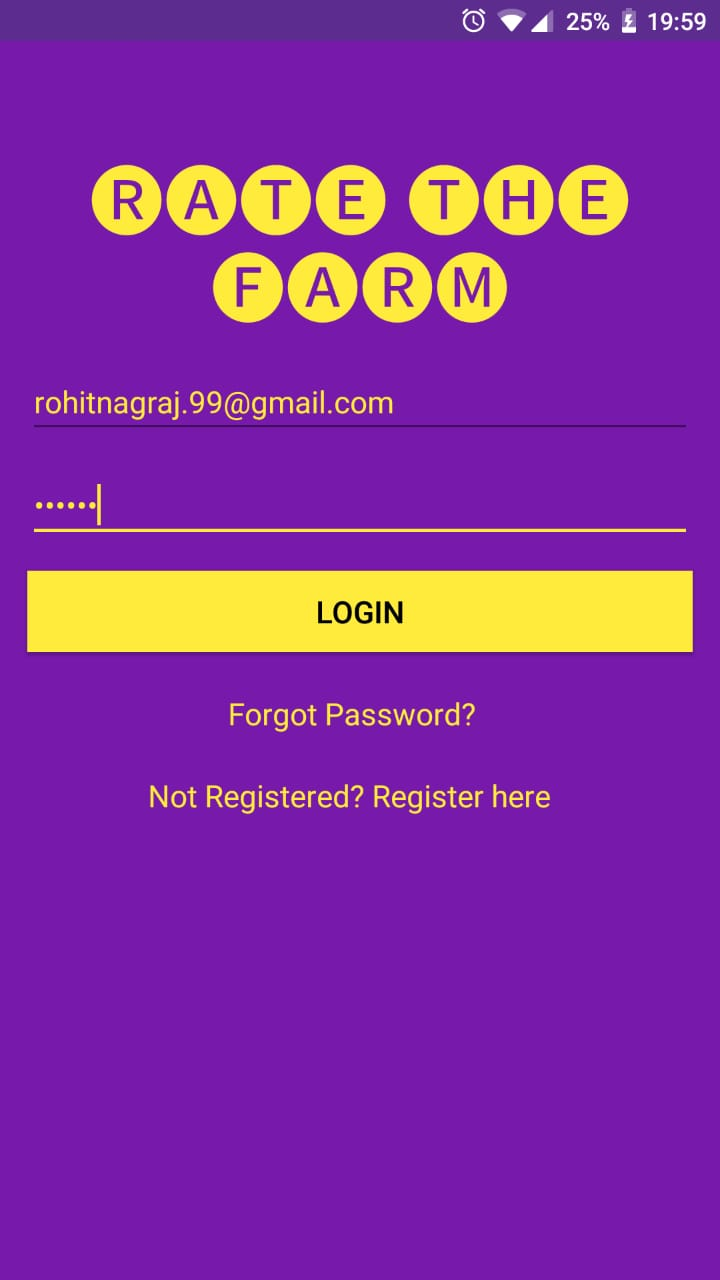 25% 19:59
RATE THE
FARM
rohitnagraj.99@gmail.com
••••••
LOGIN
Forgot Password?
Not Registered? Register here